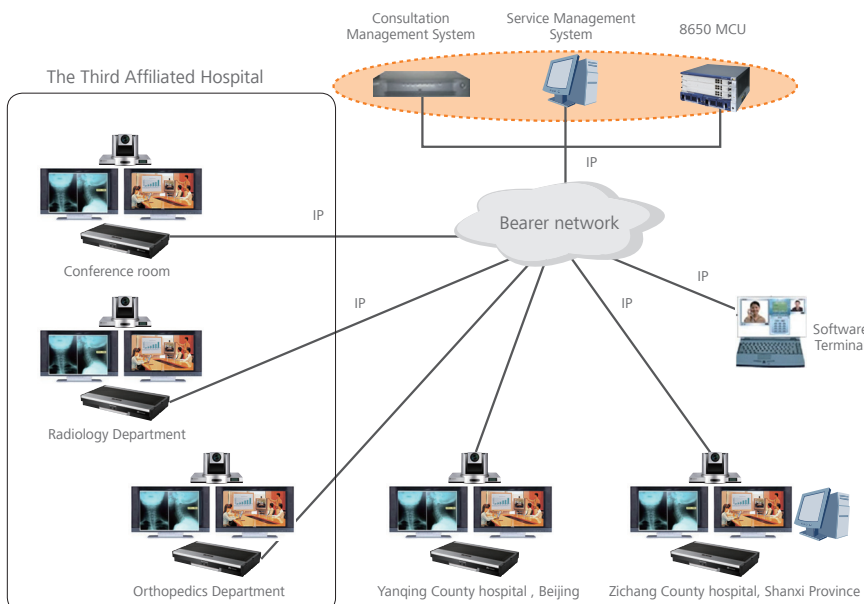 Consultation
Management System
Service Management
System
8650 MCU
The Third Affiliated Hospital
IP
Bearer network
IP
Conference room
IP
IP
IP
Software
Terminal
Radiology Department
Orthopedics Department
Yanqing County hospital , Beijing
Zichang County hospital, Shanxi Province